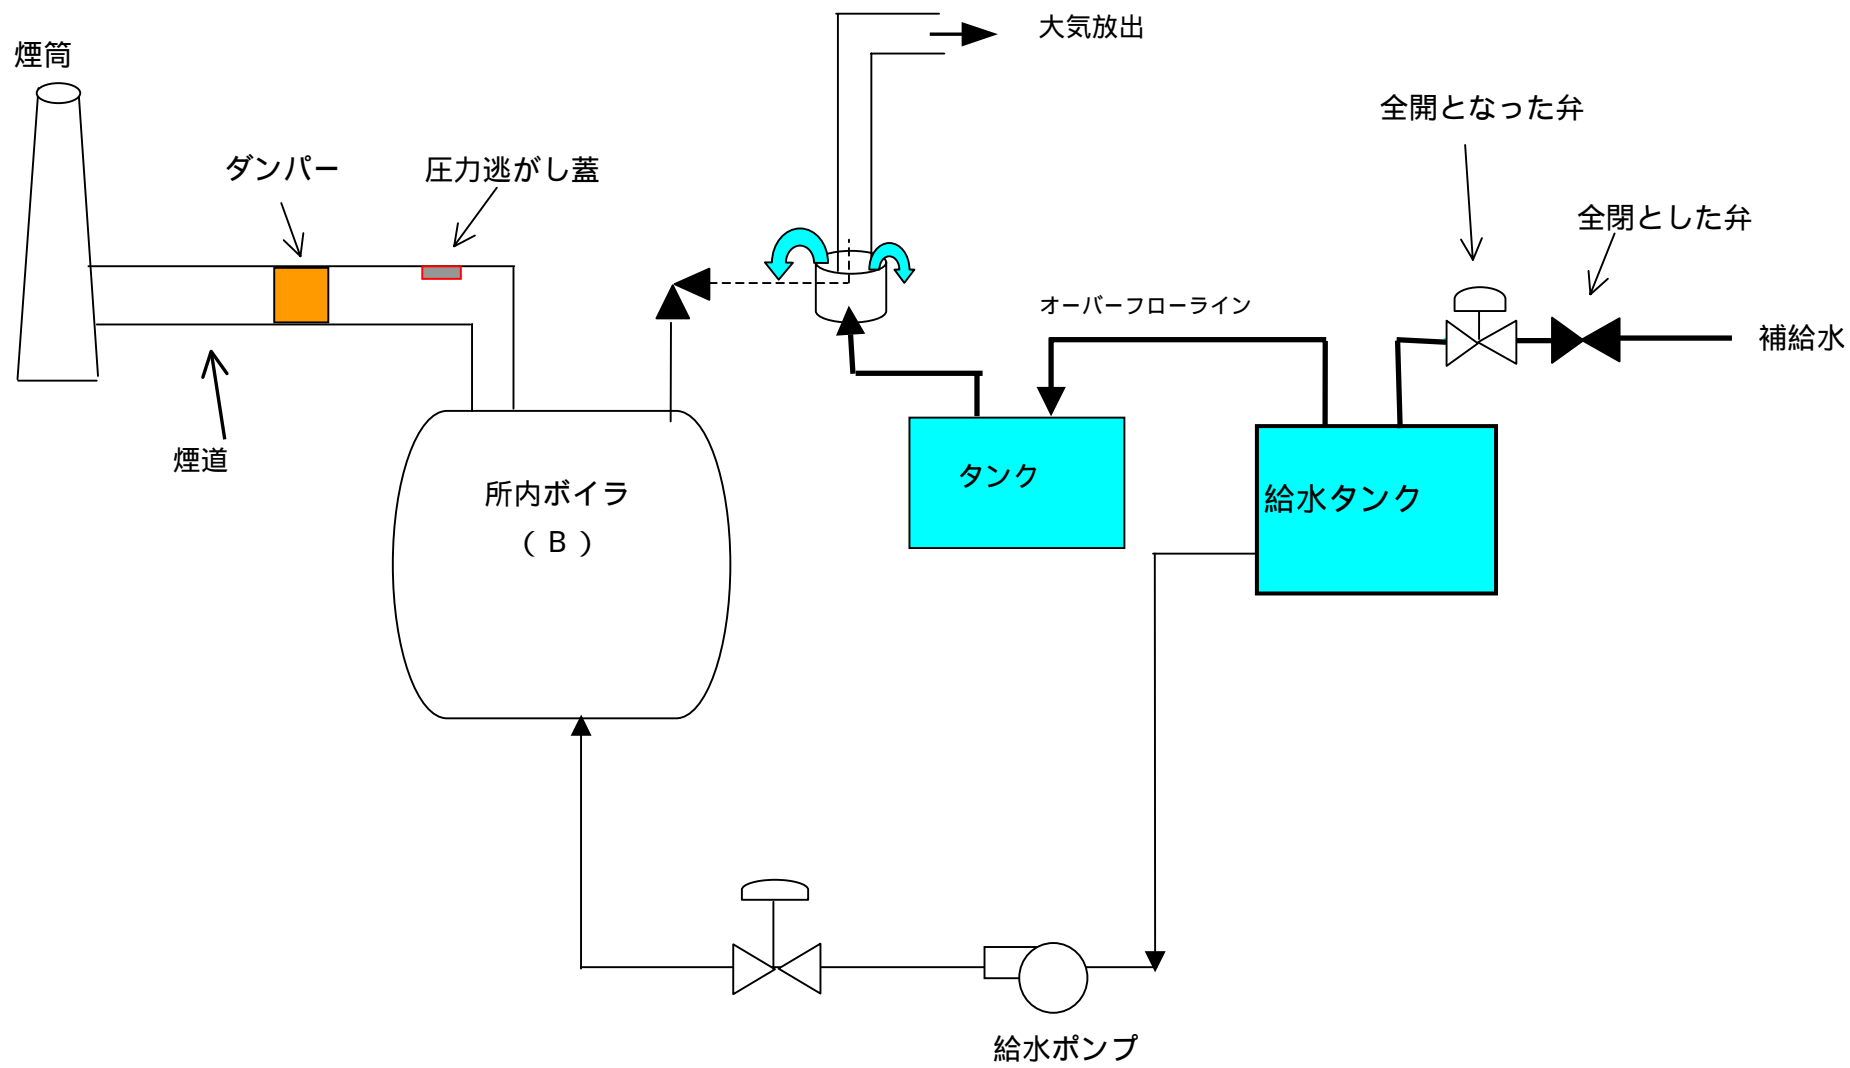 大気放出
煙筒
全開となった弁
ダンパー
圧力逃がし蓋
全閉とした弁
オーバーフローライン
補給水
煙道
タンク
所内ボイラ
（Ｂ）
給水タンク
給水ポンプ